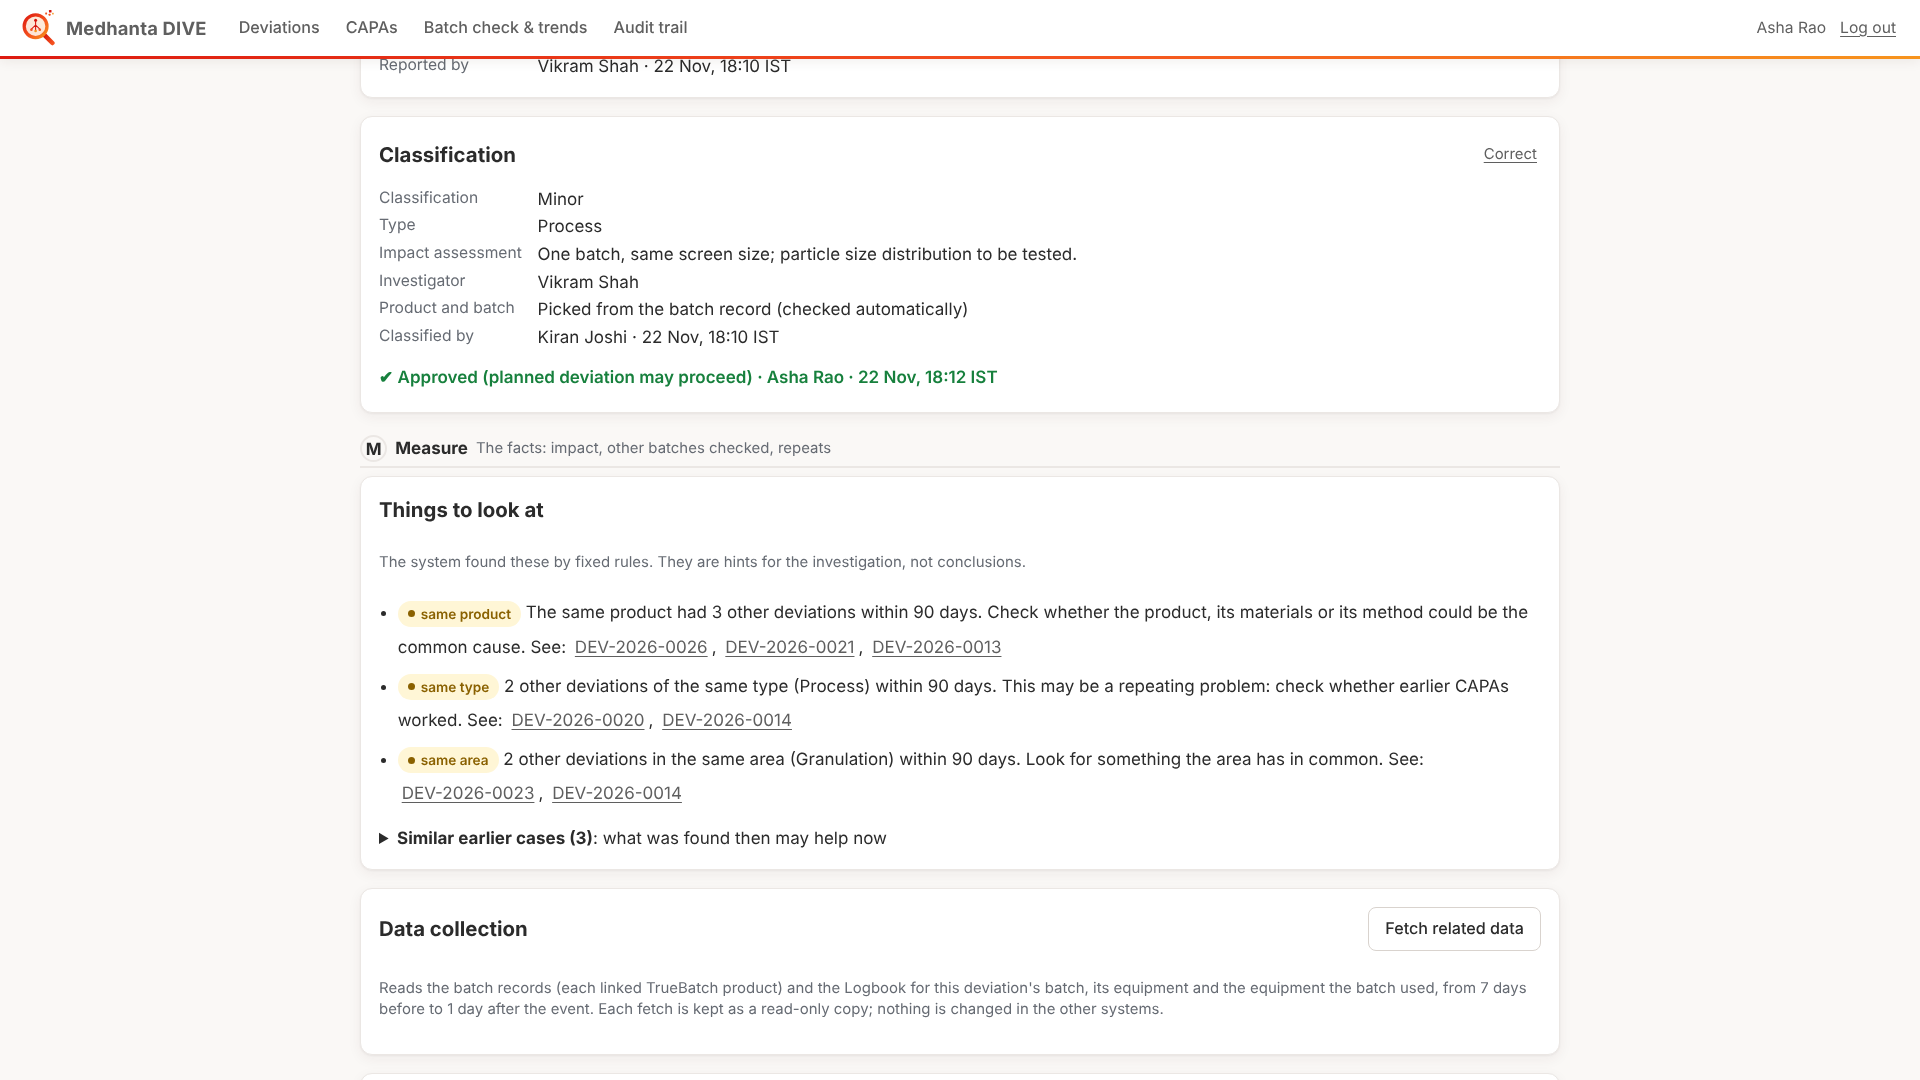 Medhanta DIVE Deviations CAPAs Batch check & trends Audit trail Asha Rao Log out
Reported by Vikram Shah · 22 Nov, 18:10 IST
Classification Correct
Classification Minor
Type Process
Impact assessment One batch, same screen size; particle size distribution to be tested.
Investigator Vikram Shah
Product and batch Picked from the batch record (checked automatically)
Classified by Kiran Joshi · 22 Nov, 18:10 IST
✔ Approved (planned deviation may proceed) · Asha Rao · 22 Nov, 18:12 IST
M Measure The facts: impact, other batches checked, repeats
Things to look at
The system found these by fixed rules. They are hints for the investigation, not conclusions.
• same product The same product had 3 other deviations within 90 days. Check whether the product, its materials or its method could be the
common cause. See: DEV-2026-0026 , DEV-2026-0021 , DEV-2026-0013
• same type 2 other deviations of the same type (Process) within 90 days. This may be a repeating problem: check whether earlier CAPAs
worked. See: DEV-2026-0020 , DEV-2026-0014
• same area 2 other deviations in the same area (Granulation) within 90 days. Look for something the area has in common. See:
DEV-2026-0023 , DEV-2026-0014
▶ Similar earlier cases (3): what was found then may help now
Data collection Fetch related data
Reads the batch records (each linked TrueBatch product) and the Logbook for this deviation's batch, its equipment and the equipment the batch used, from 7 days
before to 1 day after the event. Each fetch is kept as a read-only copy; nothing is changed in the other systems.